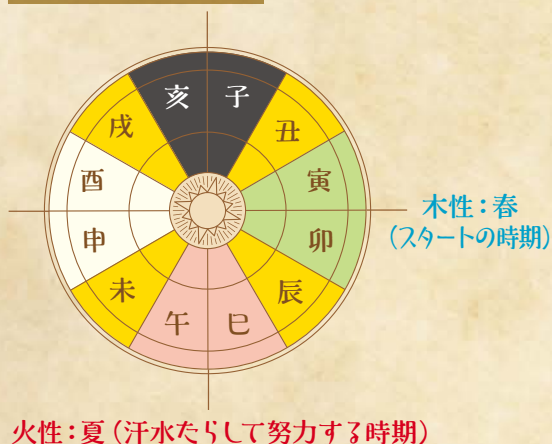 亥 子
戌 丑
酉 寅
申 卯
未 辰
午 巳
木性:春
(スタートの時期)
火性:夏(汗水たらして努力する時期)